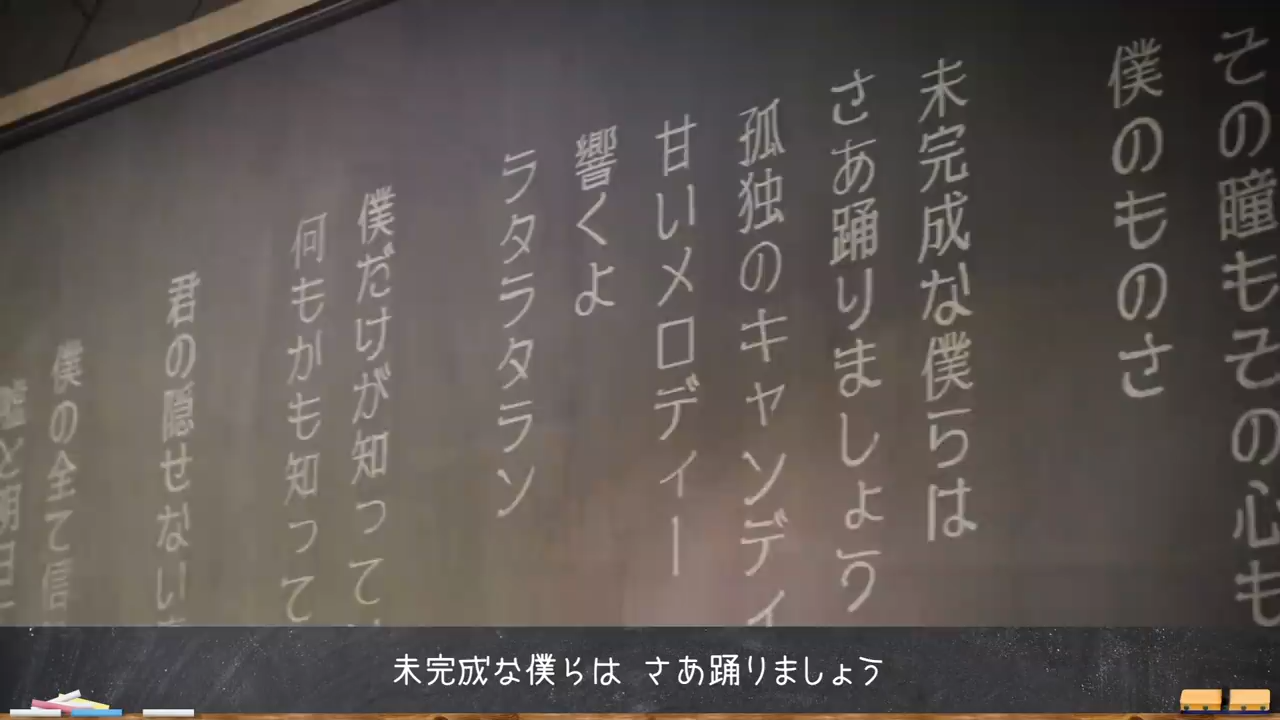 その瞳もその心も
僕のものさ
未完成な僕らは
さあ踊りましょう
孤独のキャンディ
甘いメロディー
響くよ
ラタラタラン
僕だけが知って
何もかも知って
君の隠せない
僕の全て信
嘘と明日
未完成な僕らは さあ踊りましょう